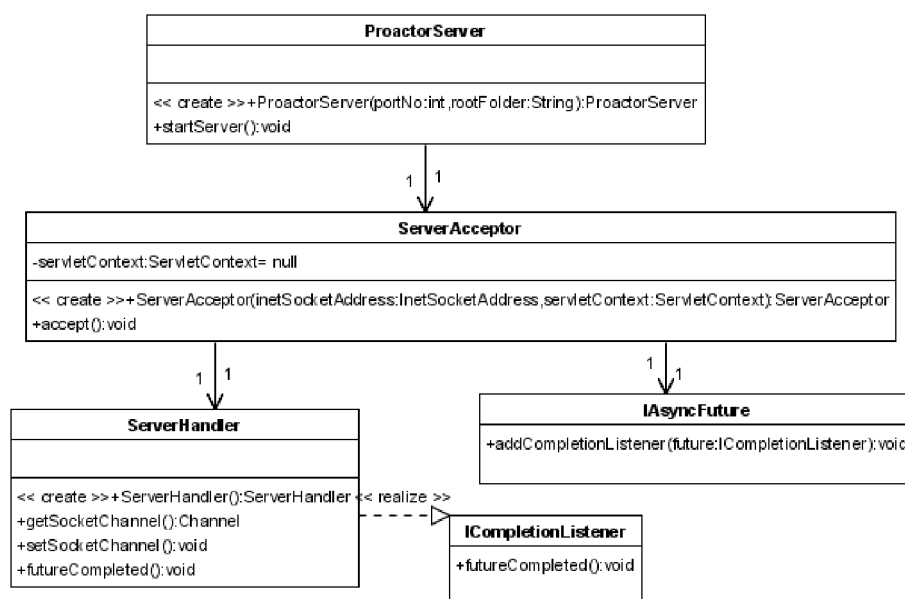 ProactorServer
<< create >>+ProactorServer(portNo:int,rootFolder:String):ProactorServer
+startServer():void
1 1
ServerAcceptor
-servletContext:ServletContext= null
<< create >>+ServerAcceptor(inetSocketAddress:InetSocketAddress,servletContext:ServletContext):ServerAcceptor
+accept():void
1 1
1 1
ServerHandler
<< create >>+ServerHandler():ServerHandler
+getSocketChannel():Channel
+setSocketChannel():void
+futureCompleted():void
<< realize >>
IAsyncFuture
+addCompletionListener(future:ICompletionListener):void
ICompletionListener
+futureCompleted():void